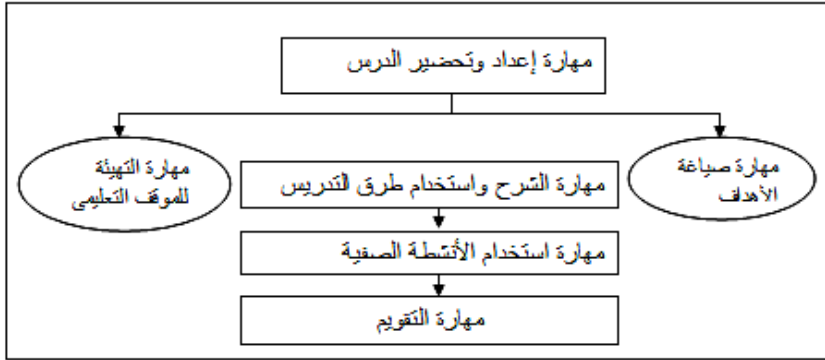 مهارة إعداد وتحضير الدرس
مهارة صياغة
الأهداف
مهارة التهيئة
للموقف التعليمى
مهارة الشرح واستخدام طرق التدريس
مهارة استخدام الأنشطة الصفية
مهارة التقويم